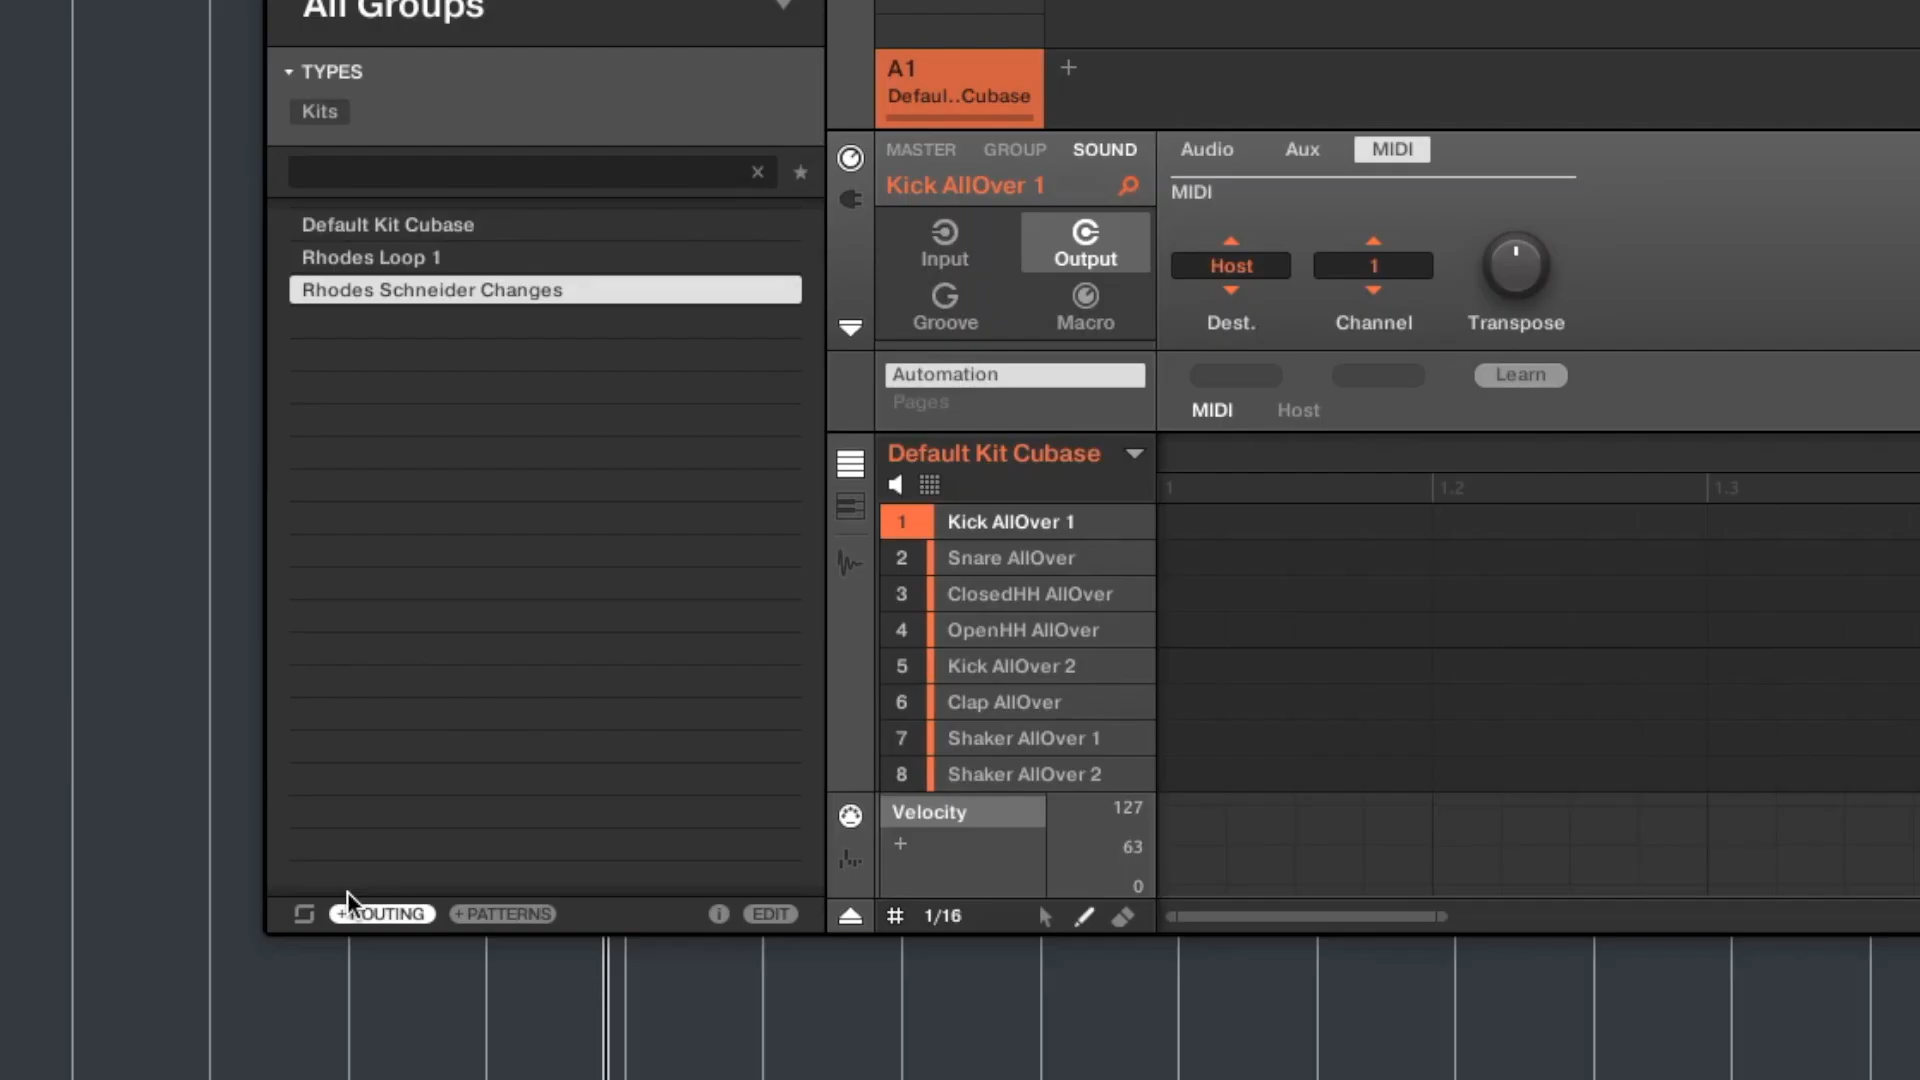 All Groups
TYPES
Kits
Default Kit Cubase
Rhodes Loop 1
Rhodes Schneider Changes
+ PATTERNS
EDIT
A1
Defaul..Cubase
MASTER GROUP SOUND
Kick AllOver 1
Input Output
Groove Macro
Automation
Pages
Audio Aux MIDI
MIDI
Host 1
Dest. Channel Transpose
Learn
MIDI Host
Default Kit Cubase
1 1.2 1.3
1 Kick AllOver 1
2 Snare AllOver
3 ClosedHH AllOver
4 OpenHH AllOver
5 Kick AllOver 2
6 Clap AllOver
7 Shaker AllOver 1
8 Shaker AllOver 2
Velocity 127
+ 63
0
1/16